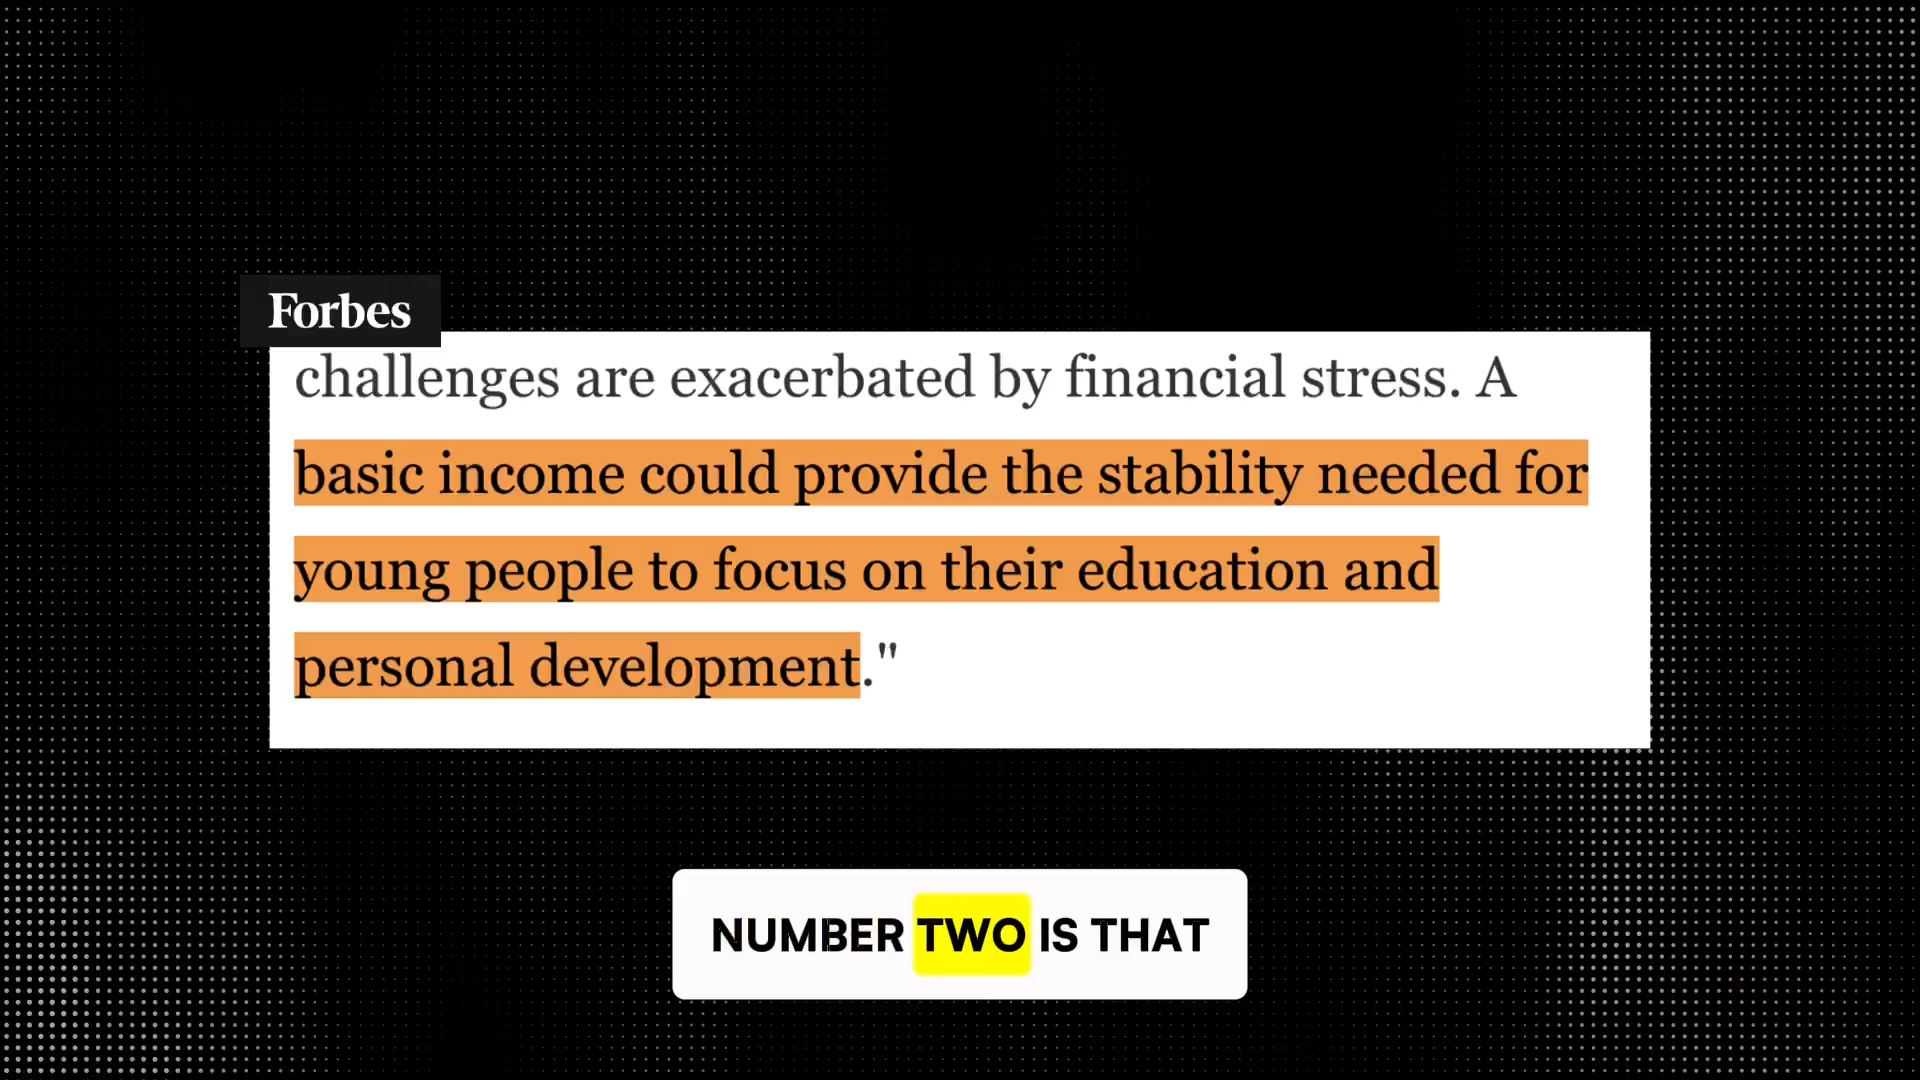 Forbes
challenges are exacerbated by financial stress. A
basic income could provide the stability needed for
young people to focus on their education and
personal development."
NUMBER TWO IS THAT